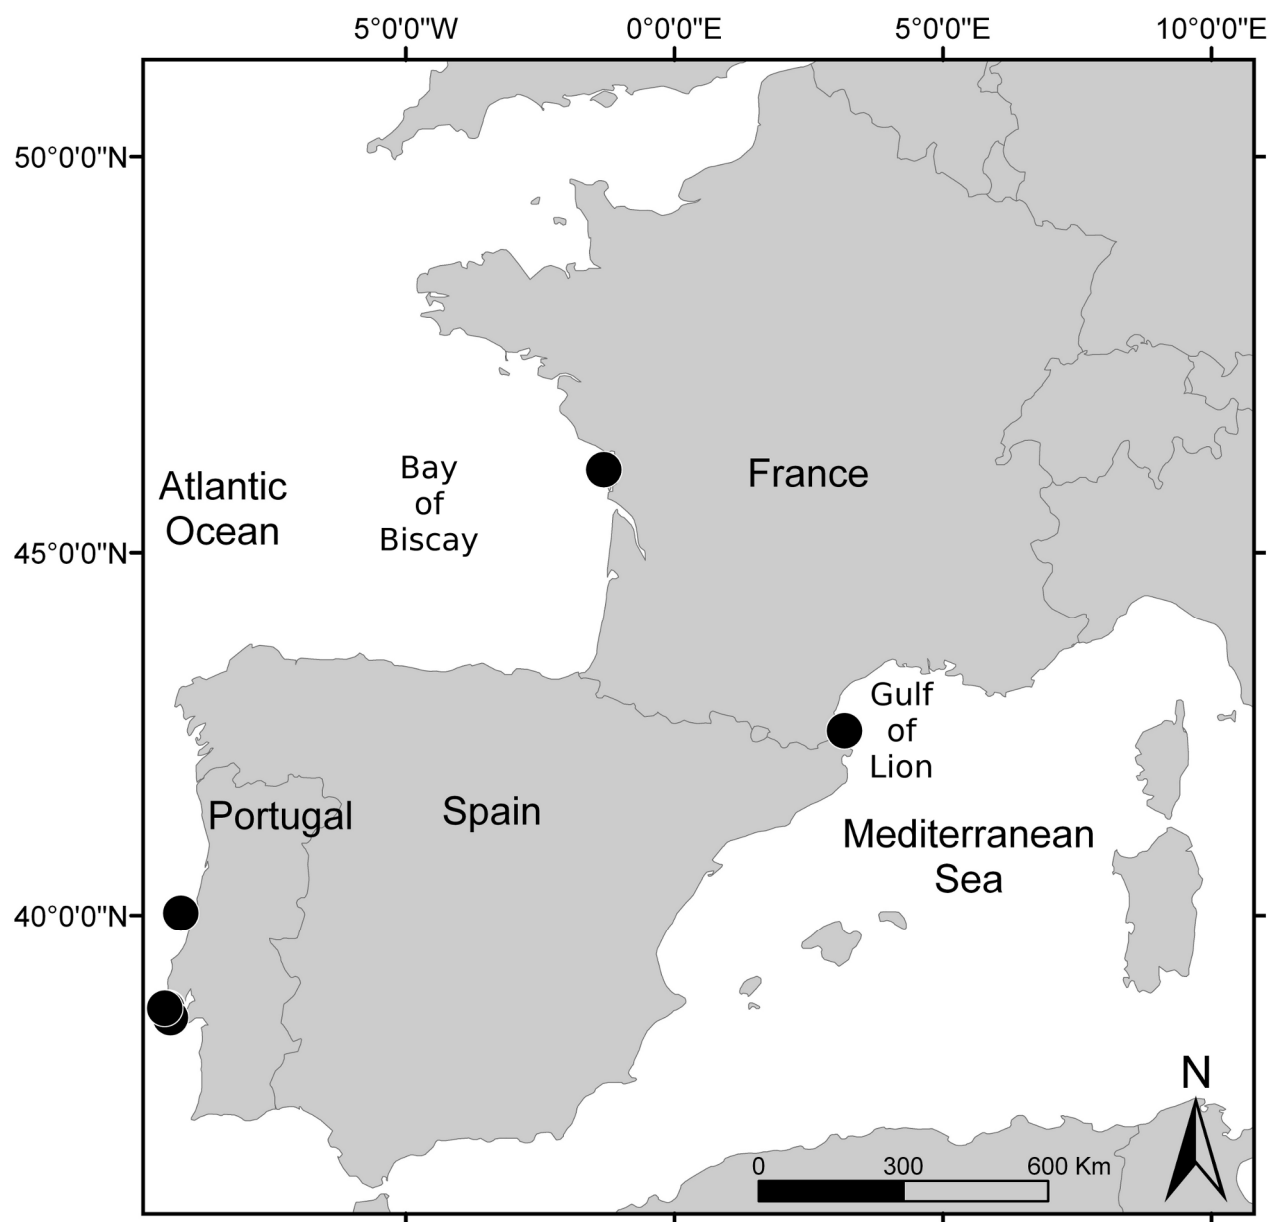 5°0'0"W 0°0'0"E 5°0'0"E 10°0'0"E
50°0'0"N
Atlantic
Ocean
Bay
of
Biscay
France
45°0'0"N
Gulf
of
Lion
Portugal
Spain
Mediterranean
Sea
40°0'0"N
N
0 300 600 Km